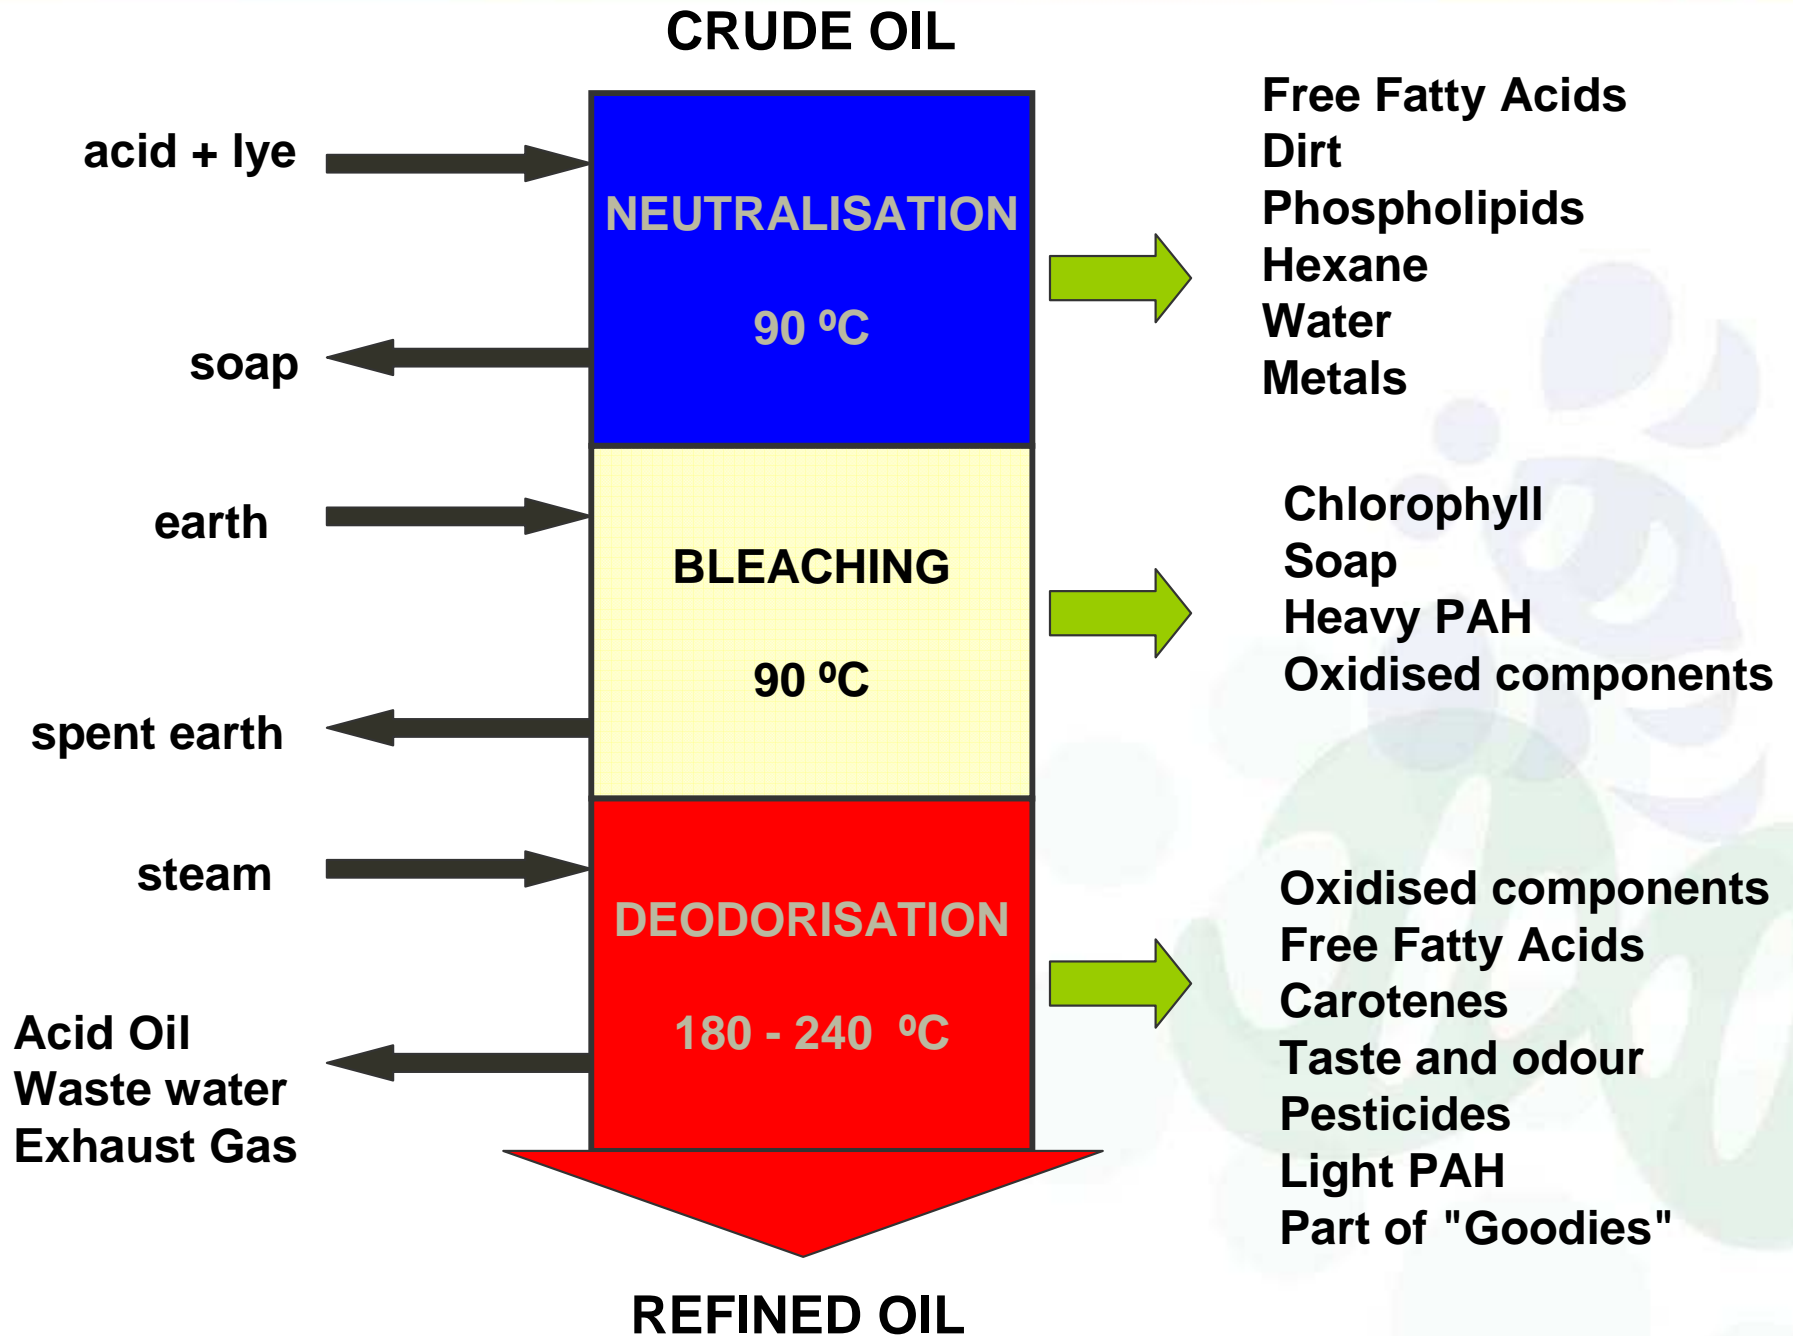 CRUDE OIL
acid + lye
NEUTRALISATION
90 ºC
soap
Free Fatty Acids
Dirt
Phospholipids
Hexane
Water
Metals
earth
BLEACHING
90 ºC
spent earth
Chlorophyll
Soap
Heavy PAH
Oxidised components
steam
DEODORISATION
180 - 240 ºC
Acid Oil
Waste water
Exhaust Gas
Oxidised components
Free Fatty Acids
Carotenes
Taste and odour
Pesticides
Light PAH
Part of "Goodies"
REFINED OIL